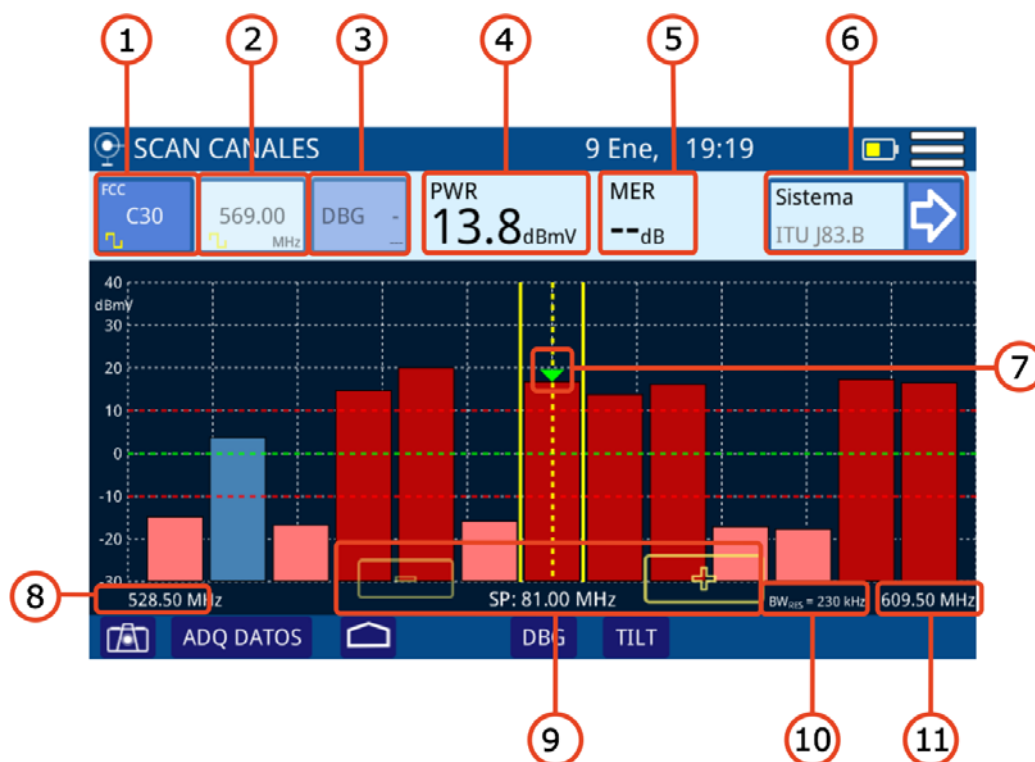 1 2 3 4 5 6
SCAN CANALES 9 Ene, 19:19
FCC
C30
569.00
MHz
DBG -
--
PWR
13.8 dBmV
MER
-- dB
Sistema
ITU J83.B
40
dBmV
30
20
7
10
0
-10
-20
-30
8
528.50 MHz
-
SP: 81.00 MHz
+
BWRES = 230 kHz
609.50 MHz
ADQ DATOS
DBG
TILT
9 10 11